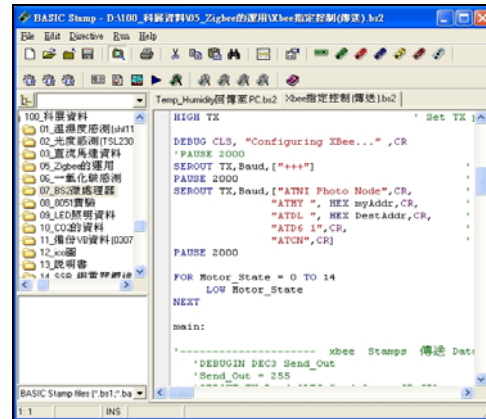 BASIC Stamp - D:\100_科展資料\05_Zigbee的運用\Xbee指定控制(傳送).bs2
File Edit Directive Run Help
Temp_Humidity回傳至PC.bs2 Xbee指定控制(傳送).bs2
100_科展資料
01_溫濕度感測(sht11
02_光度感測(TSL230
03_直流馬達資料
05_Zigbee的運用
06_一氧化碳感測
07_BS2微處理器
08_8051實驗
09_LED照明資料
10_CO2的資料
11_備份VB資料(0307
12_ico圖
13_說明書
BASIC Stamp files (*.bs1;*.ba
HIGH TX ' Set TX
DEBUG CLS, "Configuring XBee..." ,CR
'PAUSE 2000
SEROUT TX,Baud,["+++"] '
PAUSE 2000 '
SEROUT TX,Baud,["ATNI Photo Node",CR, '
"ATMY ", HEX myAddr,CR, '
"ATDL ", HEX DestAddr,CR, '
"ATD6 1",CR, '
"ATCN",CR] '
PAUSE 2000
FOR Motor_State = 0 TO 14
LOW Motor_State
NEXT
main:
'--------------------- xbee Stamps 傳送 Date
'DEBUGIN DEC3 Send_Out
'Send_Out = 255
1: 1 INS